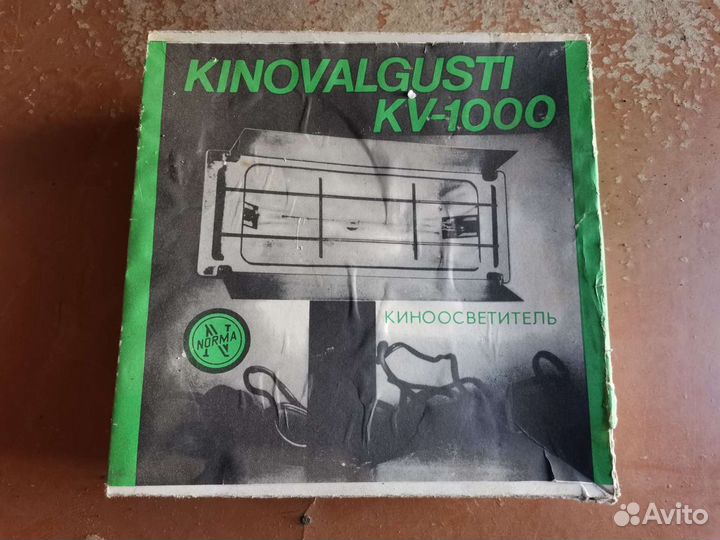 KINOVALGUSTI
KV-1000
КИНООСВЕТИТЕЛЬ
NORMA
Avito